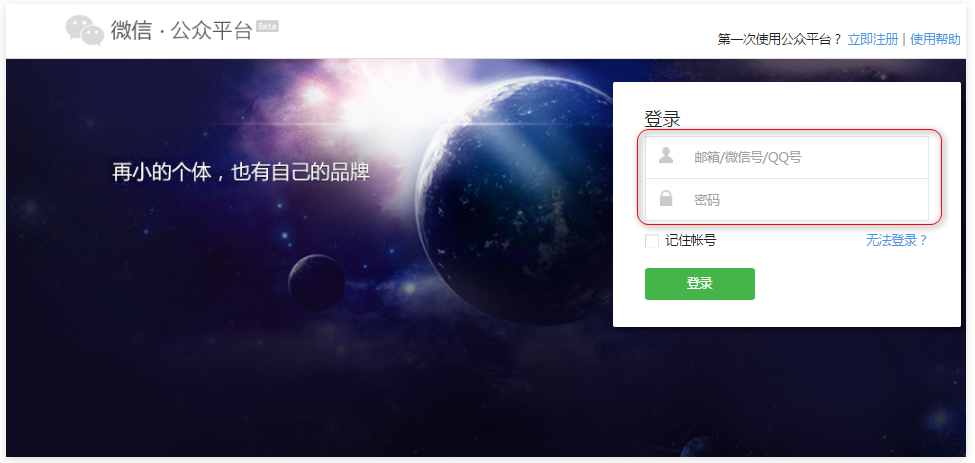 微信·公众平台 Beta
第一次使用公众平台？ 立即注册 | 使用帮助
再小的个体，也有自己的品牌
登录
邮箱/微信号/QQ号
密码
记住帐号 无法登录？
登录